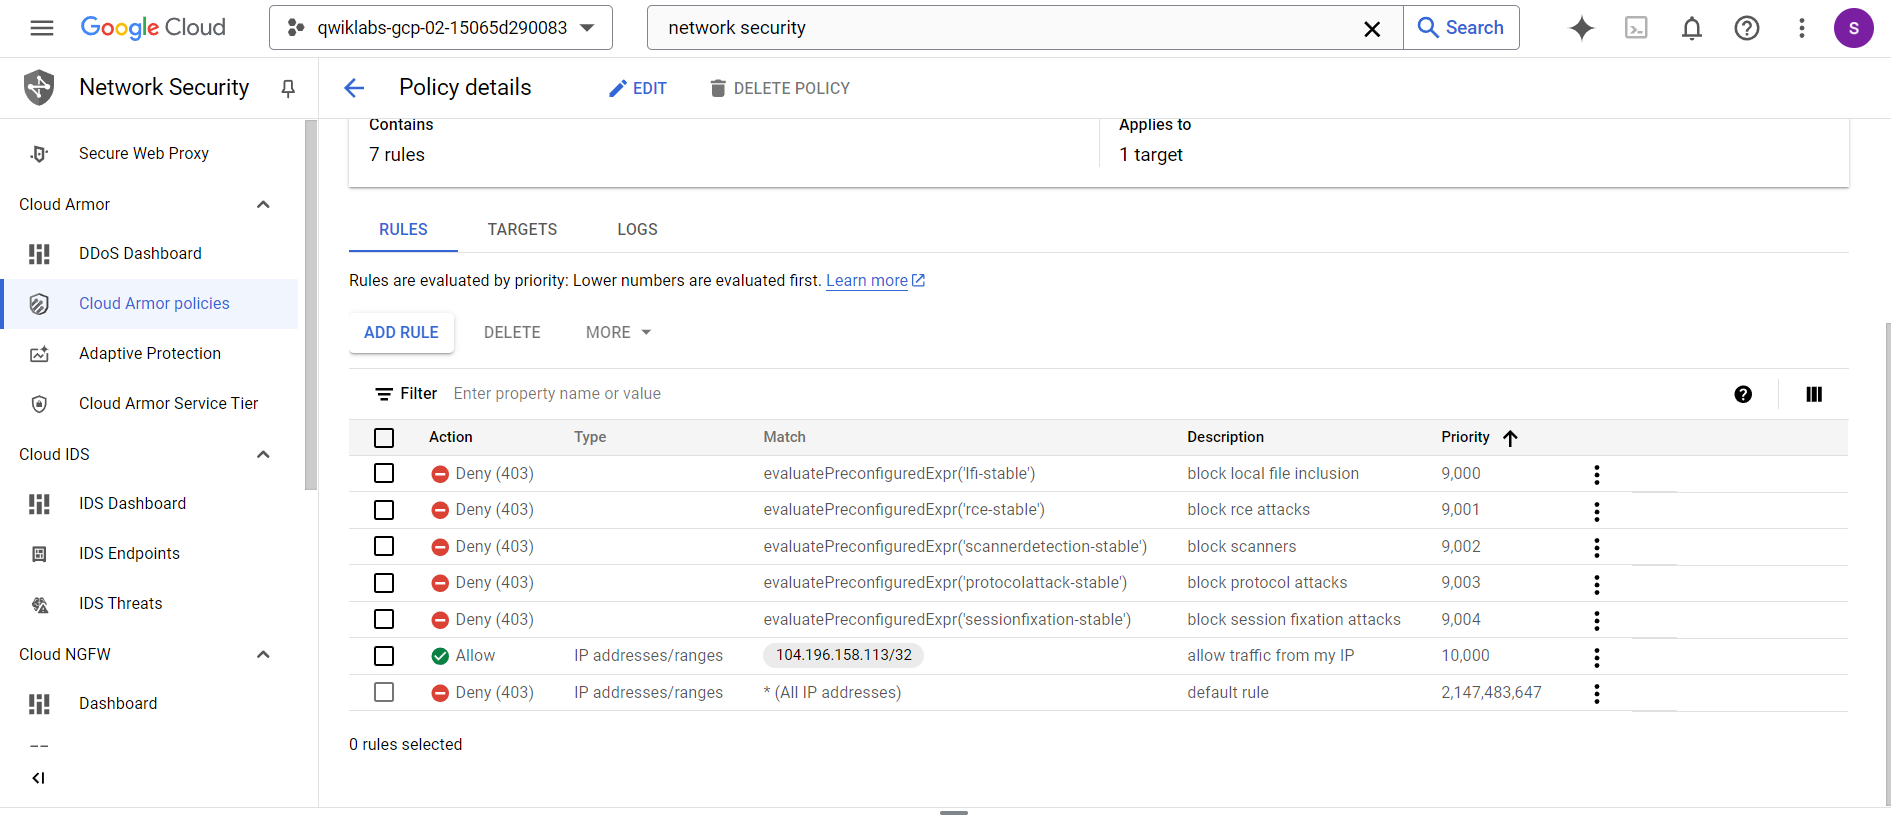 Google Cloud
qwiklabs-gcp-02-15065d290083
network security
Search
S
Network Security
Policy details
EDIT
DELETE POLICY
Secure Web Proxy
Cloud Armor
DDoS Dashboard
Cloud Armor policies
Adaptive Protection
Cloud Armor Service Tier
Cloud IDS
IDS Dashboard
IDS Endpoints
IDS Threats
Cloud NGFW
Dashboard
Contains
7 rules
Applies to
1 target
RULES TARGETS LOGS
Rules are evaluated by priority: Lower numbers are evaluated first. Learn more
ADD RULE DELETE MORE
Filter Enter property name or value
Action Type Match Description Priority
Deny (403) evaluatePreconfiguredExpr('lfi-stable') block local file inclusion 9,000
Deny (403) evaluatePreconfiguredExpr('rce-stable') block rce attacks 9,001
Deny (403) evaluatePreconfiguredExpr('scannerdetection-stable') block scanners 9,002
Deny (403) evaluatePreconfiguredExpr('protocolattack-stable') block protocol attacks 9,003
Deny (403) evaluatePreconfiguredExpr('sessionfixation-stable') block session fixation attacks 9,004
Allow IP addresses/ranges 104.196.158.113/32 allow traffic from my IP 10,000
Deny (403) IP addresses/ranges * (All IP addresses) default rule 2,147,483,647
0 rules selected